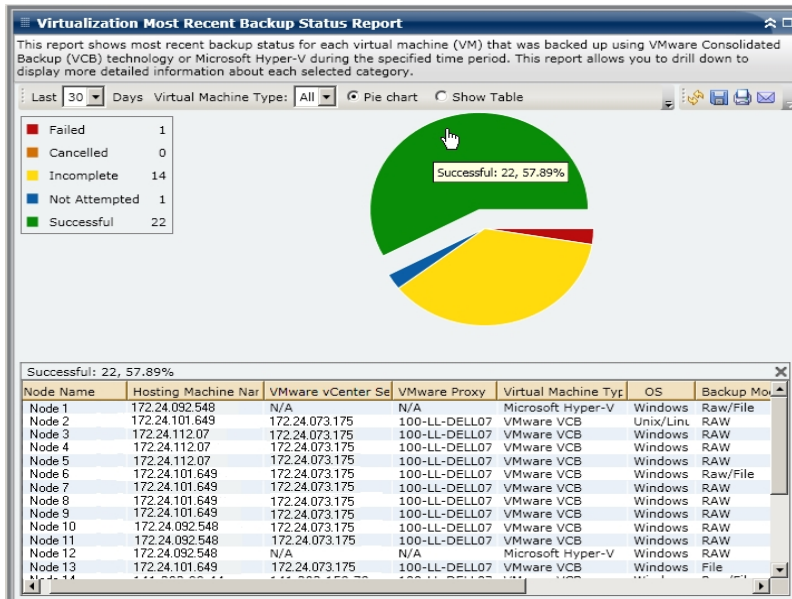 Virtualization Most Recent Backup Status Report
This report shows most recent backup status for each virtual machine (VM) that was backed up using VMware Consolidated
Backup (VCB) technology or Microsoft Hyper-V during the specified time period. This report allows you to drill down to
display more detailed information about each selected category.
Last 30 Days Virtual Machine Type: All Pie chart Show Table
Failed 1
Cancelled 0
Incomplete 14
Not Attempted 1
Successful 22
Successful: 22, 57.89%
Successful: 22, 57.89%
Node Name Hosting Machine Nar VMware vCenter Se VMware Proxy Virtual Machine Typ OS Backup Mo
Node 1 172.24.092.548 N/A N/A Microsoft Hyper-V Windows Raw/File
Node 2 172.24.101.649 172.24.073.175 100-LL-DELL07 VMware VCB Unix/Linu RAW
Node 3 172.24.112.07 172.24.073.175 100-LL-DELL07 VMware VCB Windows RAW
Node 4 172.24.112.07 172.24.073.175 100-LL-DELL07 VMware VCB Windows RAW
Node 5 172.24.112.07 172.24.073.175 100-LL-DELL07 VMware VCB Windows RAW
Node 6 172.24.101.649 172.24.073.175 100-LL-DELL07 VMware VCB Windows Raw/File
Node 7 172.24.101.649 172.24.073.175 100-LL-DELL07 VMware VCB Windows RAW
Node 8 172.24.101.649 172.24.073.175 100-LL-DELL07 VMware VCB Windows RAW
Node 9 172.24.101.649 172.24.073.175 100-LL-DELL07 VMware VCB Windows RAW
Node 10 172.24.092.548 172.24.073.175 100-LL-DELL07 VMware VCB Windows RAW
Node 11 172.24.092.548 172.24.073.175 100-LL-DELL07 VMware VCB Windows RAW
Node 12 172.24.092.548 N/A N/A Microsoft Hyper-V Windows RAW
Node 13 172.24.101.649 172.24.073.175 100-LL-DELL07 VMware VCB Windows File